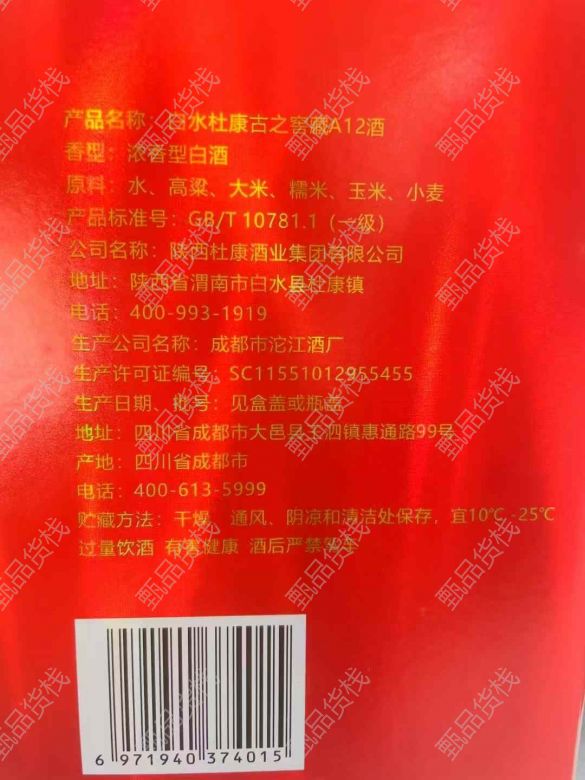 产品名称：白水杜康古之窖藏A12酒
香型：浓香型白酒
原料：水、高粱、大米、糯米、玉米、小麦
产品标准号：GB/T 10781.1（一级）
公司名称：陕西杜康酒业集团有限公司
地址：陕西省渭南市白水县杜康镇
电话：400-993-1919
生产公司名称：成都市沱江酒厂
生产许可证编号：SC11551012955455
生产日期、批号：见盒盖或瓶盖
地址：四川省成都市大邑县王泗镇惠通路99号
产地：四川省成都市
电话：400-613-5999
贮藏方法：干燥、通风、阴凉和清洁处保存，宜10℃-25℃
过量饮酒 有害健康 酒后严禁驾车
6 971940 374015
甄品货栈